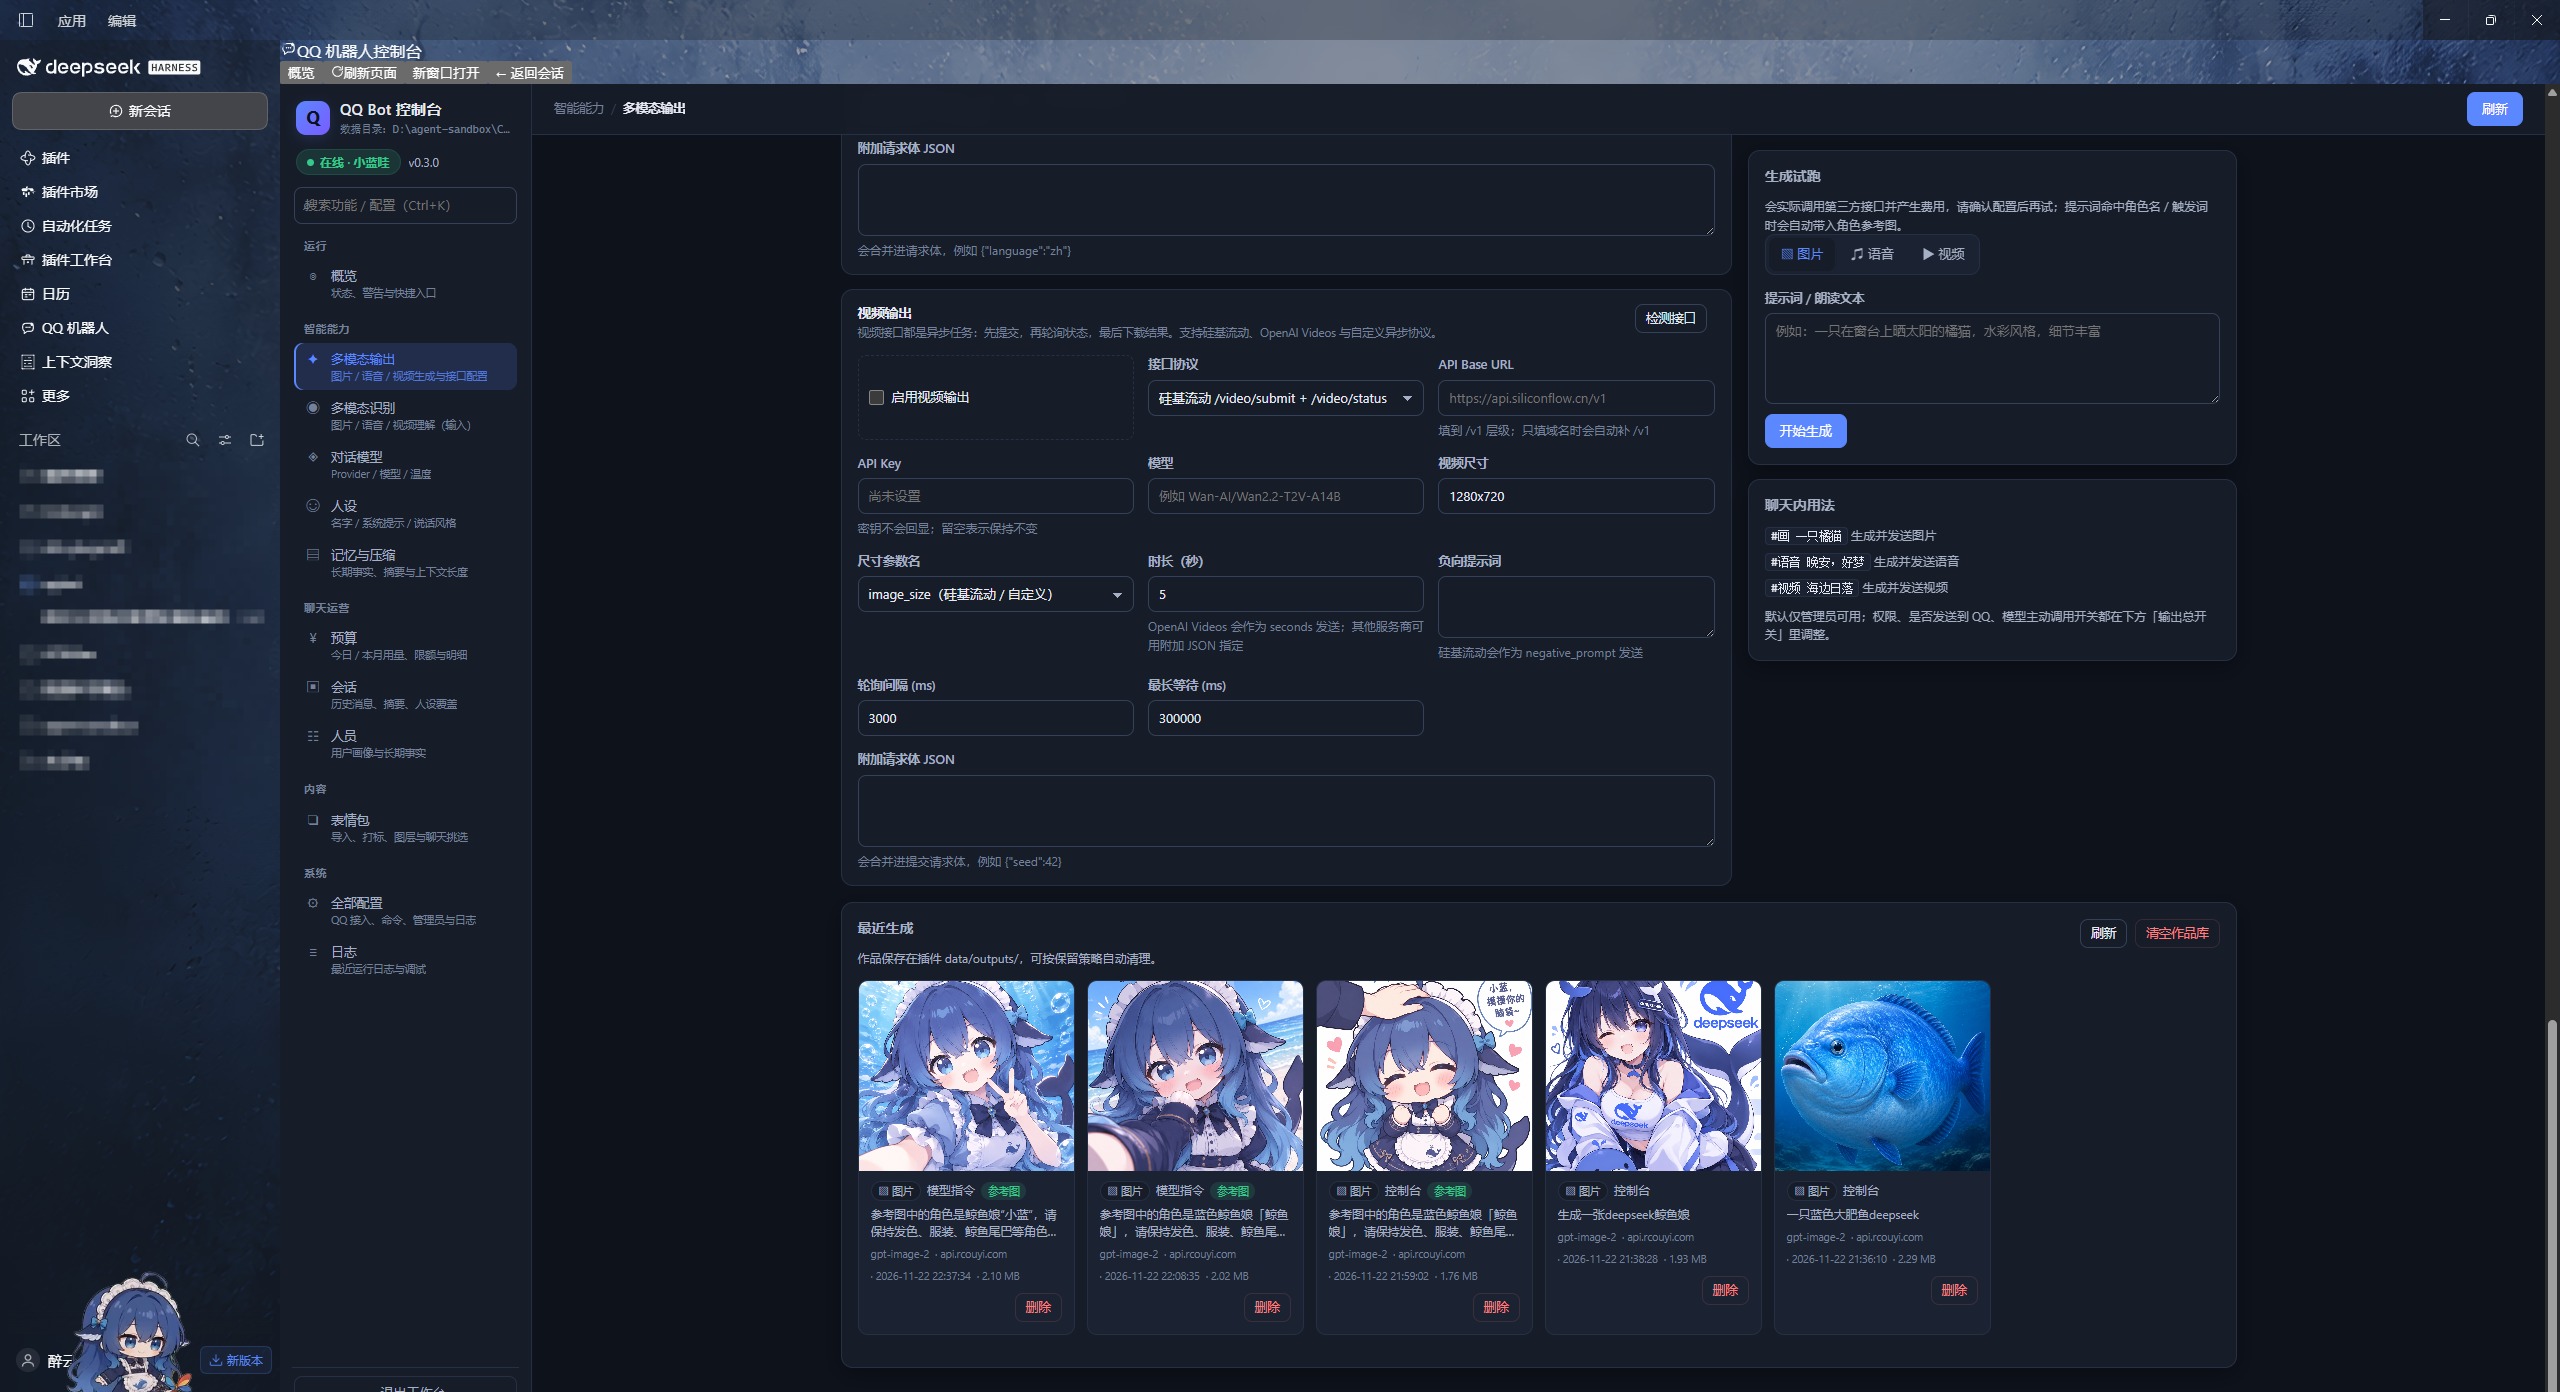 应用 编辑
deepseek HARNESS
新会话
插件
插件市场
自动化任务
插件工作台
日历
QQ 机器人
上下文洞察
更多
工作区
新版本
QQ 机器人控制台
概览 刷新页面 新窗口打开 ← 返回会话
Q
QQ Bot 控制台
数据目录: D:\agent-sandbox\C...
在线 · 小蓝哇 v0.3.0
搜索功能 / 配置（Ctrl+K）
运行
概览
状态、警告与快捷入口
智能能力
多模态输出
图片 / 语音 / 视频生成与接口配置
多模态识别
图片 / 语音 / 视频理解（输入）
对话模型
Provider / 模型 / 温度
人设
名字 / 系统提示 / 说话风格
记忆与压缩
长期事实、摘要与上下文长度
聊天运营
¥ 预算
今日 / 本月用量、限额与明细
会话
历史消息、摘要、人设覆盖
人员
用户画像与长期事实
内容
表情包
导入、打标、图层与聊天挑选
系统
全部配置
QQ 接入、命令、管理员与日志
日志
最近运行日志与调试
智能能力 / 多模态输出
刷新
附加请求体 JSON
会合并进请求体，例如 {"language":"zh"}
视频输出
视频接口都是异步任务：先提交，再轮询状态，最后下载结果。支持硅基流动、OpenAI Videos 与自定义异步协议。
检测接口
启用视频输出
接口协议
硅基流动 /video/submit + /video/status
API Base URL
https://api.siliconflow.cn/v1
填到 /v1 层级；只填域名时会自动补 /v1
API Key
尚未设置
密钥不会回显；留空表示保持不变
模型
例如 Wan-AI/Wan2.2-T2V-A14B
视频尺寸
1280x720
尺寸参数名
image_size（硅基流动 / 自定义）
时长（秒）
5
OpenAI Videos 会作为 seconds 发送；其他服务商可
用附加 JSON 指定
负向提示词
硅基流动会作为 negative_prompt 发送
轮询间隔 (ms)
3000
最长等待 (ms)
300000
附加请求体 JSON
会合并进提交请求体，例如 {"seed":42}
生成试跑
会实际调用第三方接口并产生费用，请确认配置后再试；提示词命中角色名 / 触发词
时会自动带入角色参考图。
图片 语音 视频
提示词 / 朗读文本
例如：一只在窗台上晒太阳的橘猫，水彩风格，细节丰富
开始生成
聊天内用法
#画 一只橘猫 生成并发送图片
#语音 晚安，好梦 生成并发送语音
#视频 海边日落 生成并发送视频
默认仅管理员可用；权限、是否发送到 QQ、模型主动调用开关都在下方「输出总开
关」里调整。
最近生成
刷新 清空作品库
作品保存在插件 data/outputs/，可按保留策略自动清理。
图片 模型指令 参考图
参考图中的角色是鲸鱼娘“小蓝”，请
保持发色、服装、鲸鱼尾巴等角色...
gpt-image-2 · api.rcouyi.com
· 2026-11-22 22:37:34 · 2.10 MB
删除
图片 模型指令 参考图
参考图中的角色是蓝色鲸鱼娘「鲸鱼
娘」，请保持发色、服装、鲸鱼尾...
gpt-image-2 · api.rcouyi.com
· 2026-11-22 22:08:35 · 2.02 MB
删除
小蓝，
摸摸你的
脑袋~
图片 控制台 参考图
参考图中的角色是蓝色鲸鱼娘「鲸鱼
娘」，请保持发色、服装、鲸鱼尾...
gpt-image-2 · api.rcouyi.com
· 2026-11-22 21:59:02 · 1.76 MB
删除
deepseek
deepseek
图片 控制台
生成一张deepseek鲸鱼娘
gpt-image-2 · api.rcouyi.com
· 2026-11-22 21:38:28 · 1.93 MB
删除
图片 控制台
一只蓝色大肥鱼deepseek
gpt-image-2 · api.rcouyi.com
· 2026-11-22 21:36:10 · 2.29 MB
删除